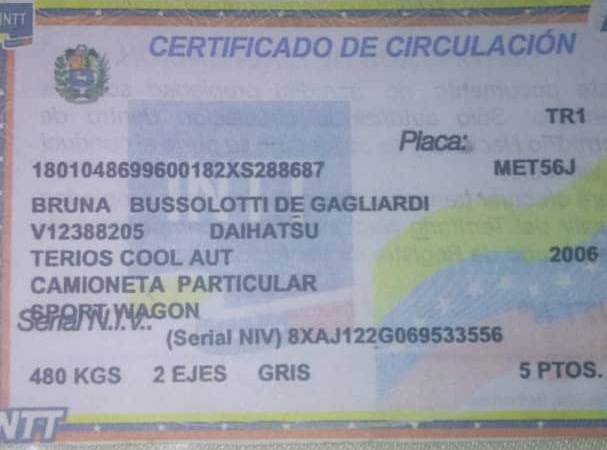 INTT
CERTIFICADO DE CIRCULACIÓN
TR1
Placa:
1801048699600182XS288687 MET56J
BRUNA BUSSOLOTTI DE GAGLIARDI
V12388205 DAIHATSU
TERIOS COOL AUT 2006
CAMIONETA PARTICULAR
SPORT WAGON
Serial N.I.V.:
(Serial NIV) 8XAJ122G069533556
480 KGS 2 EJES GRIS 5 PTOS.
INTT